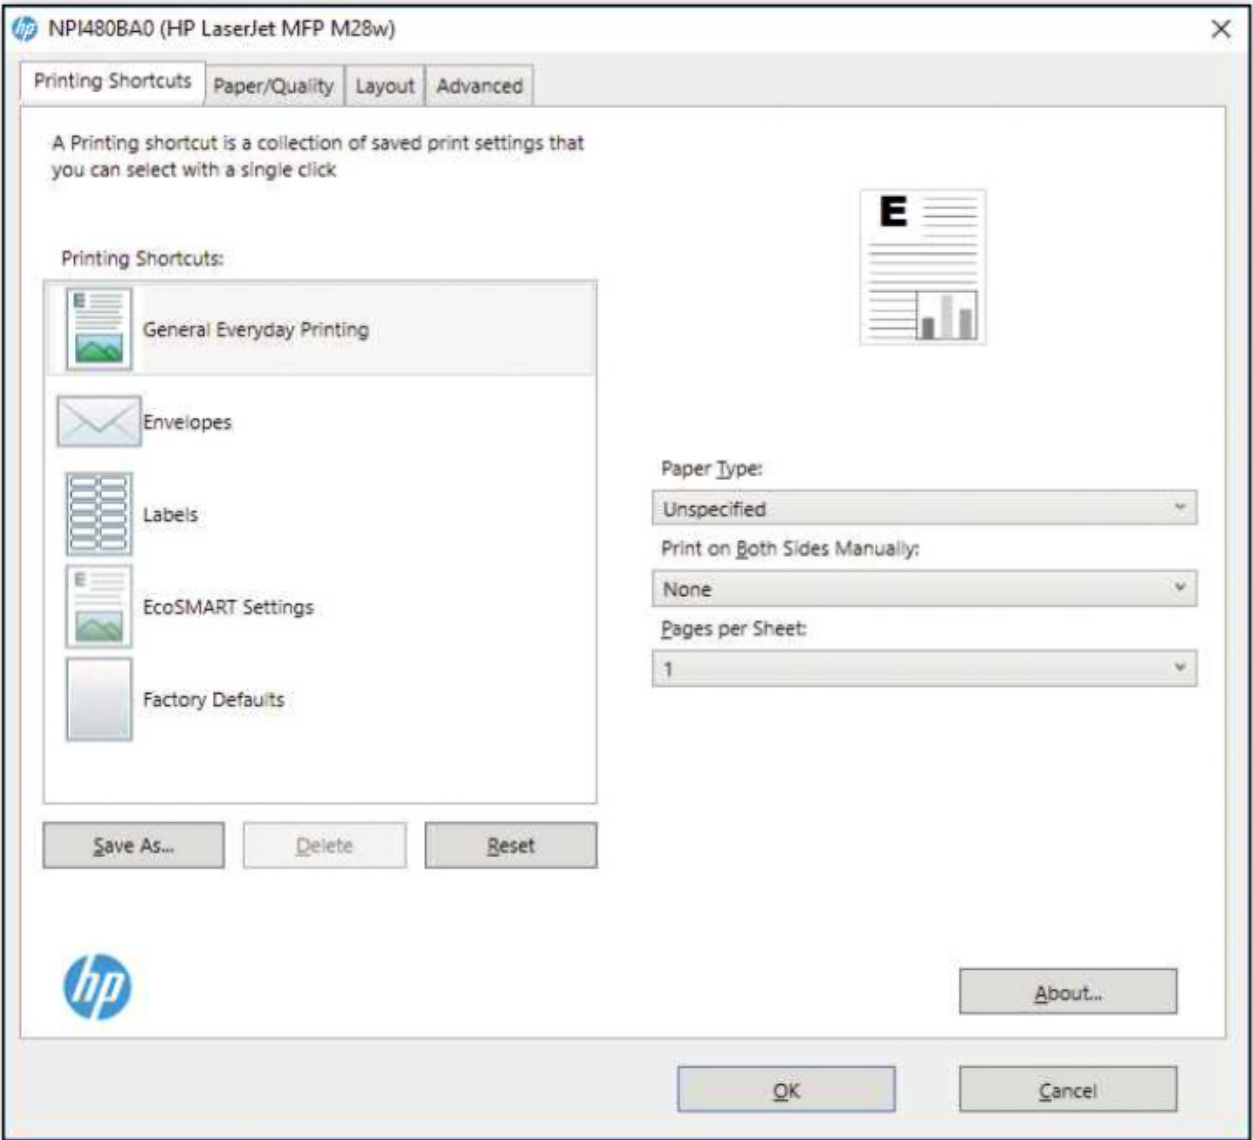 NPI480BA0 (HP LaserJet MFP M28w)
Printing Shortcuts Paper/Quality Layout Advanced
A Printing shortcut is a collection of saved print settings that
you can select with a single click
E
Printing Shortcuts:
E
General Everyday Printing
Envelopes
Labels
E
EcoSMART Settings
Factory Defaults
Paper Type:
Unspecified
Print on Both Sides Manually:
None
Pages per Sheet:
1
Save As... Delete Reset
hp
About...
OK Cancel